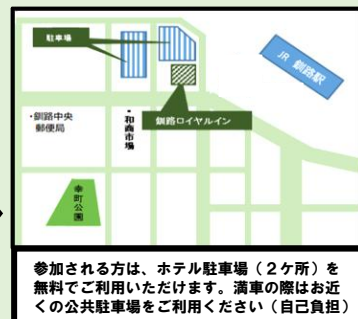 駐車場
JR 釧路駅
・釧路中央
郵便局
・和商市場
釧路ロイヤルイン
幸町公園
参加される方は、ホテル駐車場（２ケ所）を
無料でご利用いただけます。満車の際はお近
くの公共駐車場をご利用ください（自己負担）